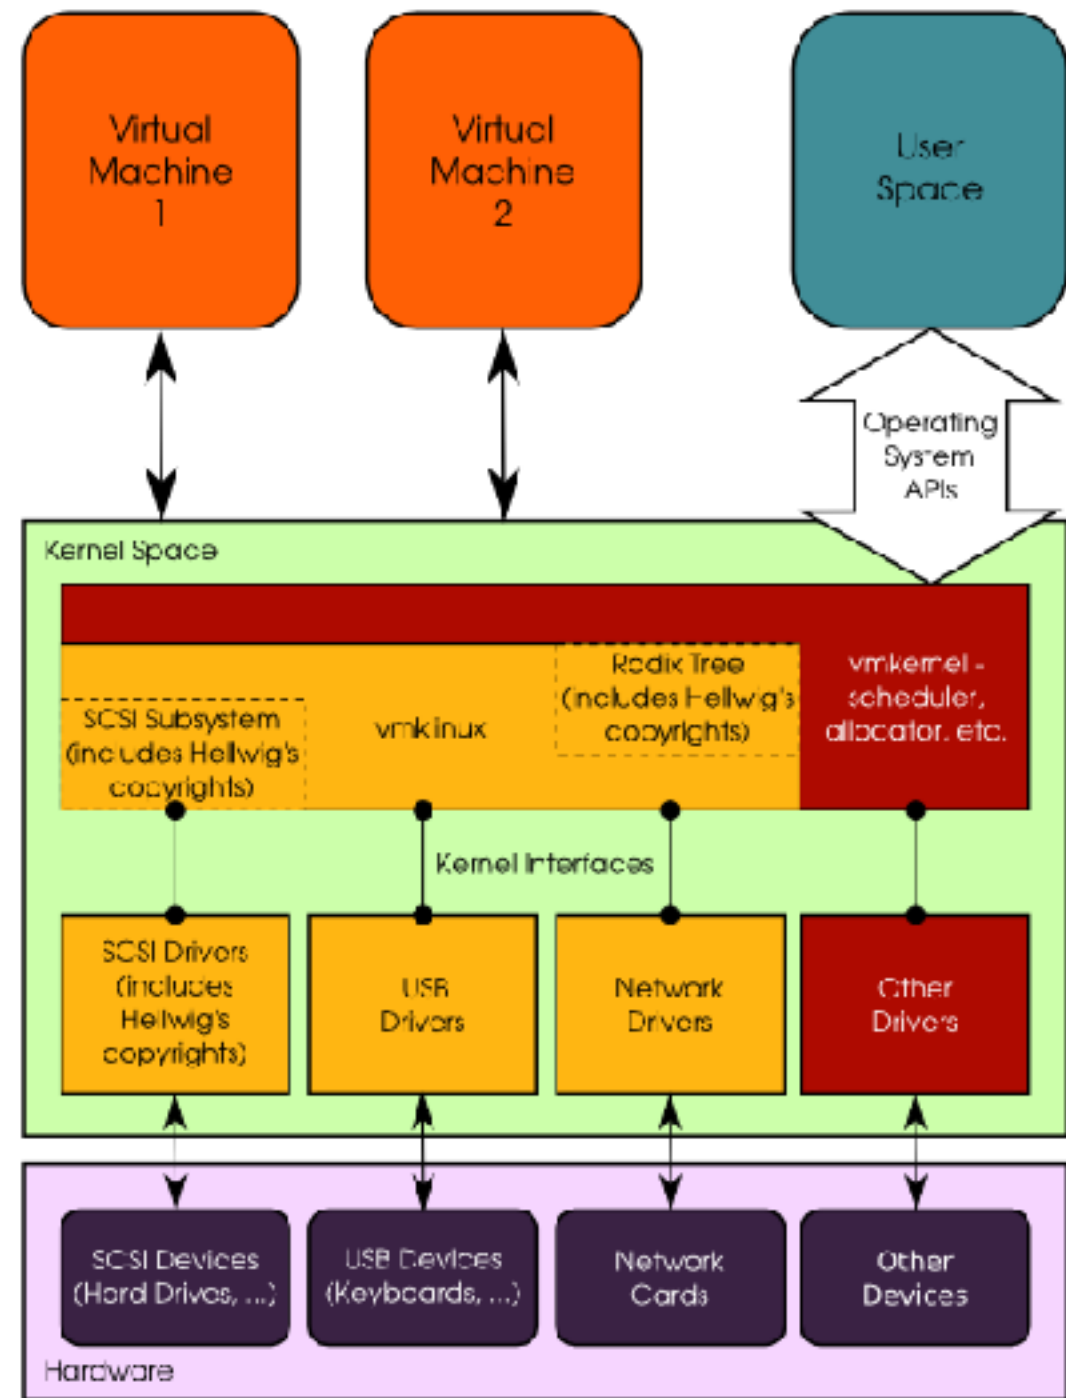 Virtual
Machine
1
Virtual
Machine
2
User
Space
Operating
System
APIs
Kernel Space
SCSI Subsystem
(includes Hellwig's
copyrights)
vmklinux
Radix Tree
(includes Hellwig's
copyrights)
vmkernel -
scheduler,
allocator, etc.
Kernel Interfaces
SCSI Drivers
(includes
Hellwig's
copyrights)
USB
Drivers
Network
Drivers
Other
Drivers
SCSI Devices
(Hard Drives, ...)
USB Devices
(Keyboards, ...)
Network
Cards
Other
Devices
Hardware